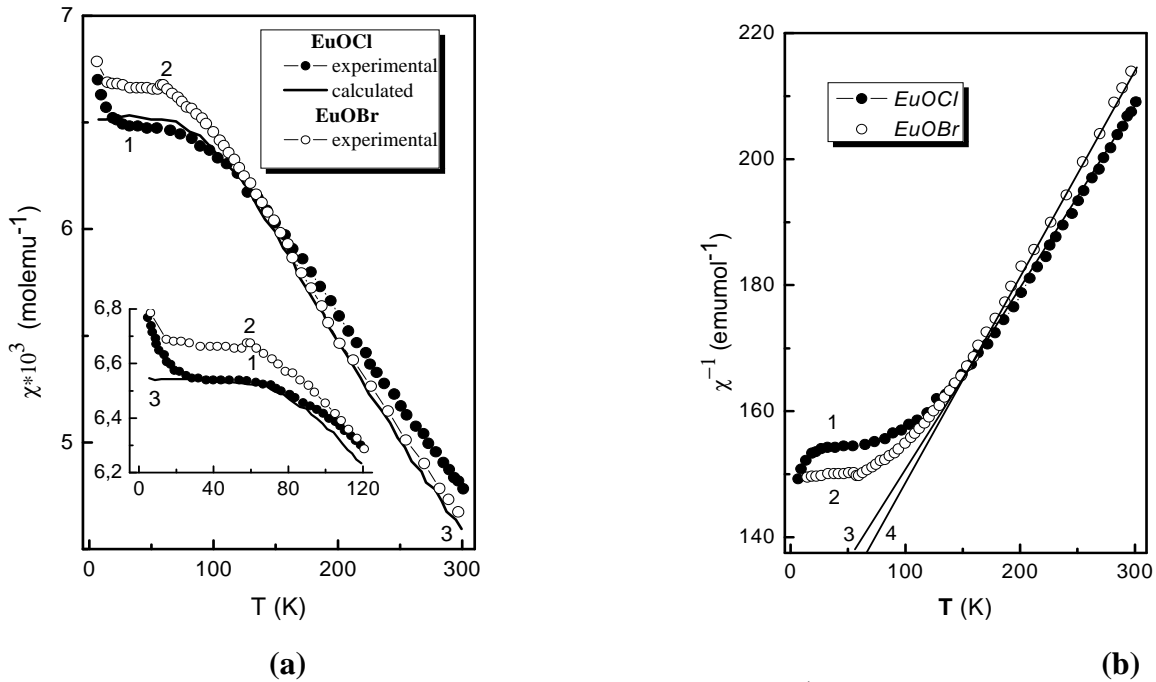 7
6
5
χ*10³ (molemu⁻¹)
EuOCl
experimental
calculated
EuOBr
experimental
2
1
3
6,8
6,6
6,4
6,2
2
1
3
0 40 80 120
0 100 200 300
T (K)
(a)
220
200
180
160
140
χ⁻¹ (emumol⁻¹)
EuOCl
EuOBr
1
2
3 4
0 100 200 300
T (K)
(b)